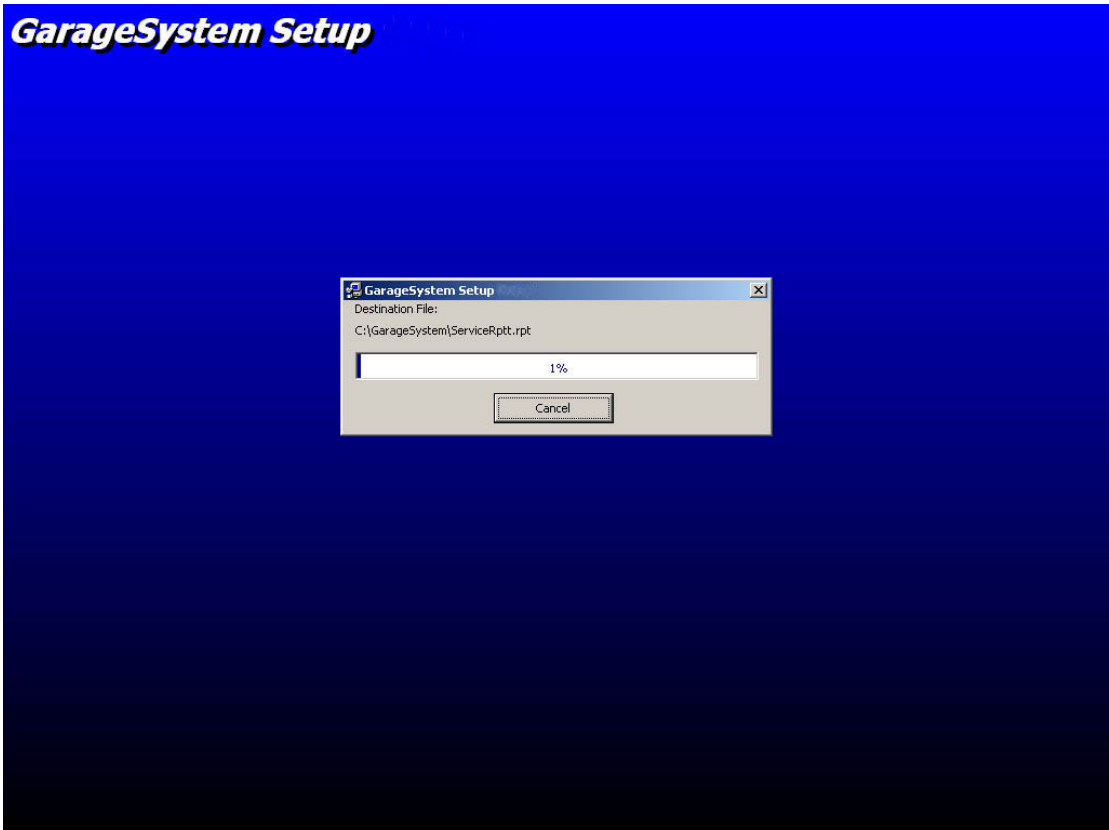 GarageSystem Setup
GarageSystem Setup
Destination File:
C:\GarageSystem\ServiceRptt.rpt
1%
Cancel